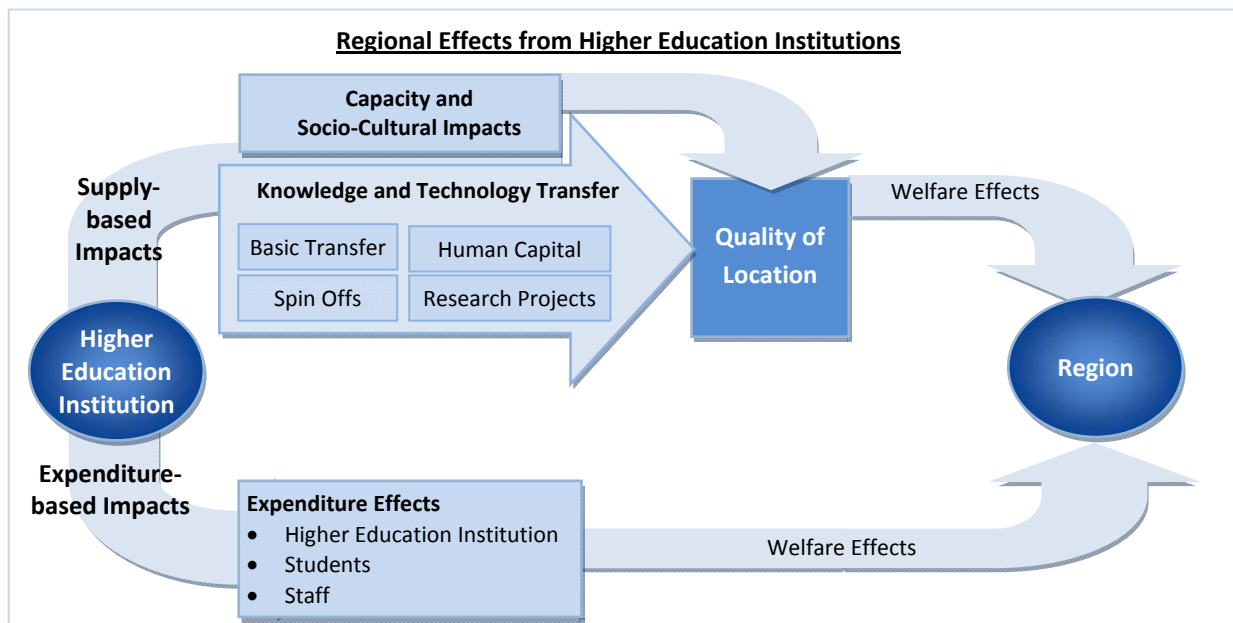 Regional Effects from Higher Education Institutions
Capacity and
Socio-Cultural Impacts
Supply-
based
Impacts
Knowledge and Technology Transfer
Basic Transfer
Human Capital
Spin Offs
Research Projects
Quality of
Location
Welfare Effects
Higher
Education
Institution
Region
Expenditure-
based Impacts
Expenditure Effects
• Higher Education Institution
• Students
• Staff
Welfare Effects